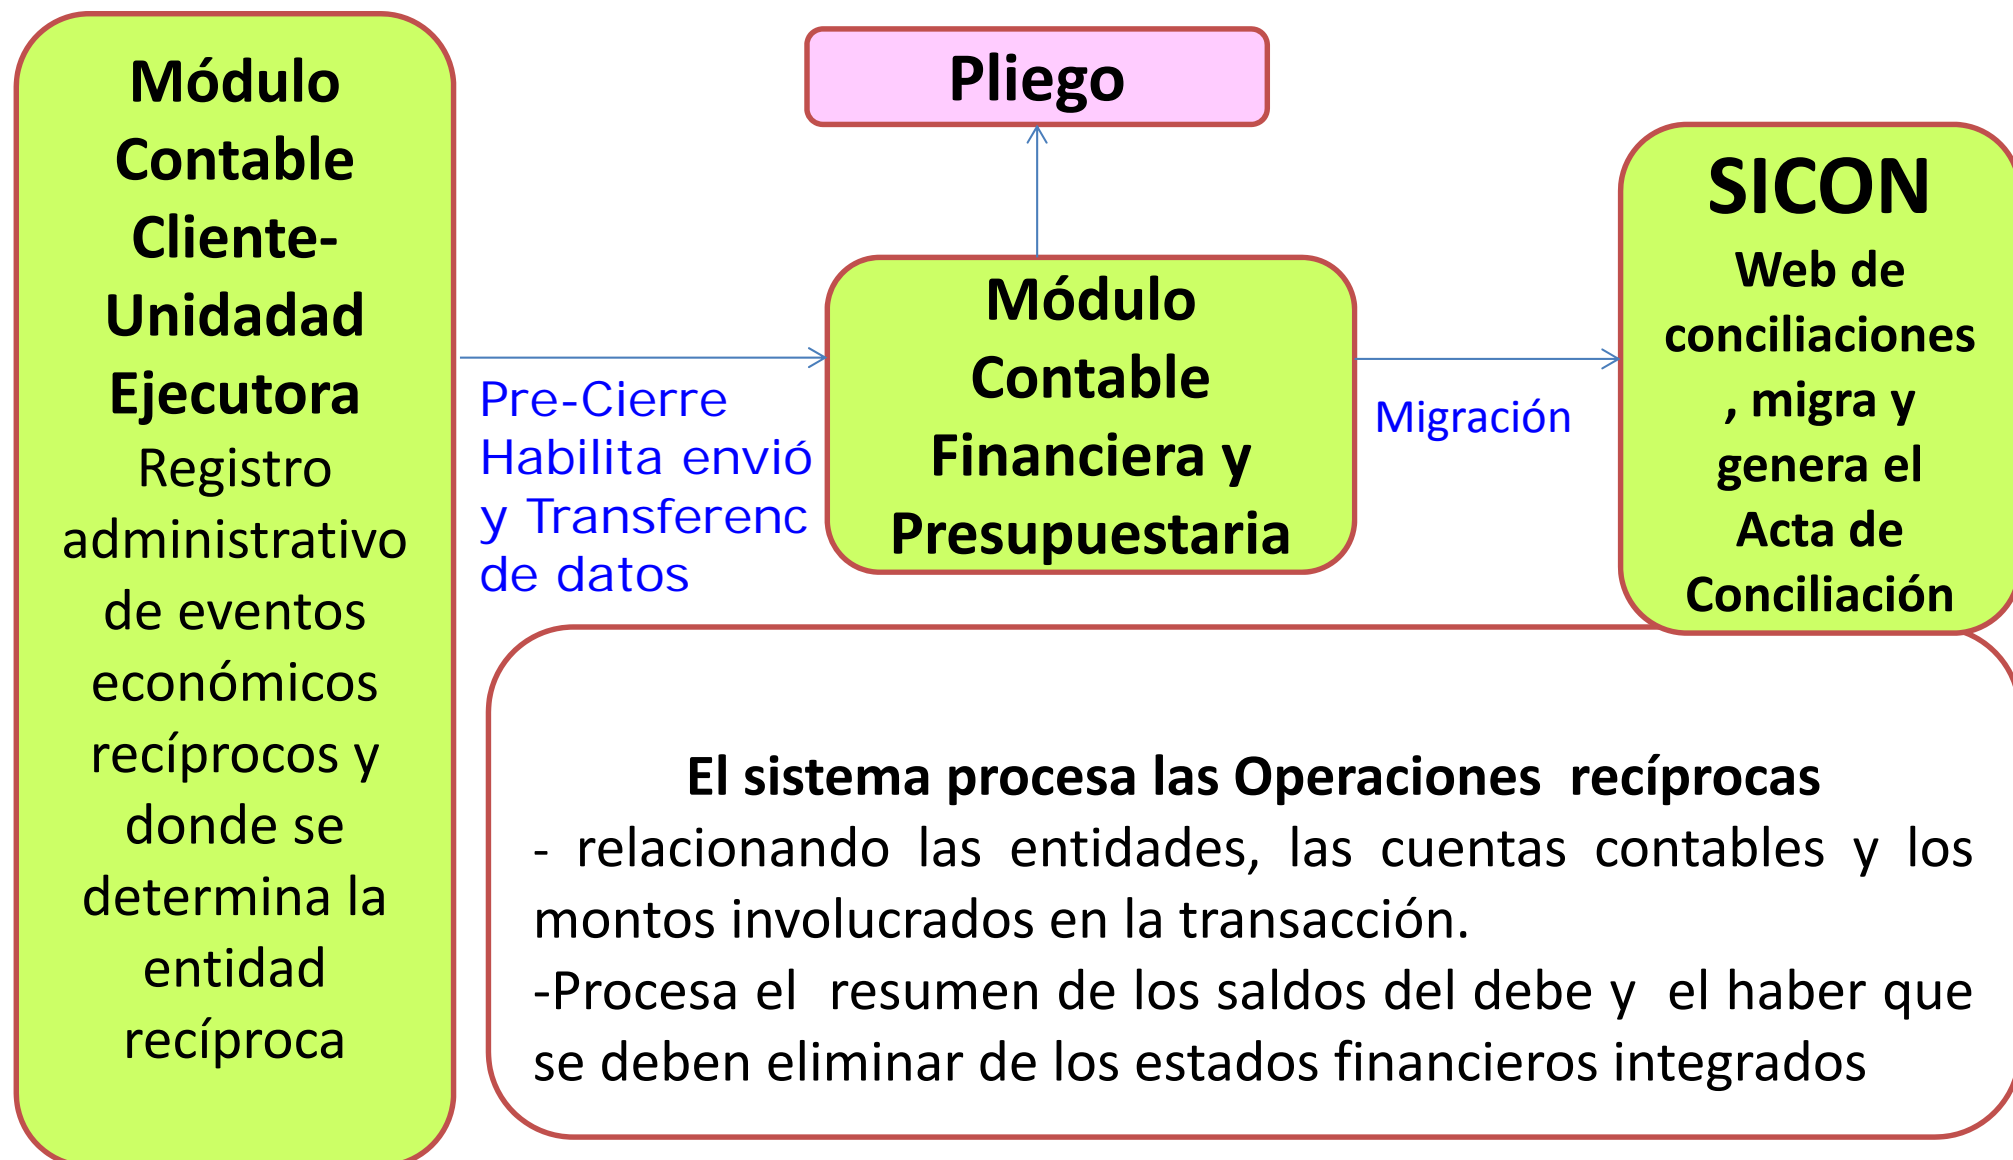 Módulo
Contable
Cliente-
Unidadad
Ejecutora
Registro
administrativo
de eventos
económicos
recíprocos y
donde se
determina la
entidad
recíproca
Pliego
Pre-Cierre
Habilita envió
y Transferenc
de datos
Módulo
Contable
Financiera y
Presupuestaria
Migración
SICON
Web de
conciliaciones
, migra y
genera el
Acta de
Conciliación
El sistema procesa las Operaciones recíprocas
- relacionando las entidades, las cuentas contables y los
montos involucrados en la transacción.
-Procesa el resumen de los saldos del debe y el haber que
se deben eliminar de los estados financieros integrados